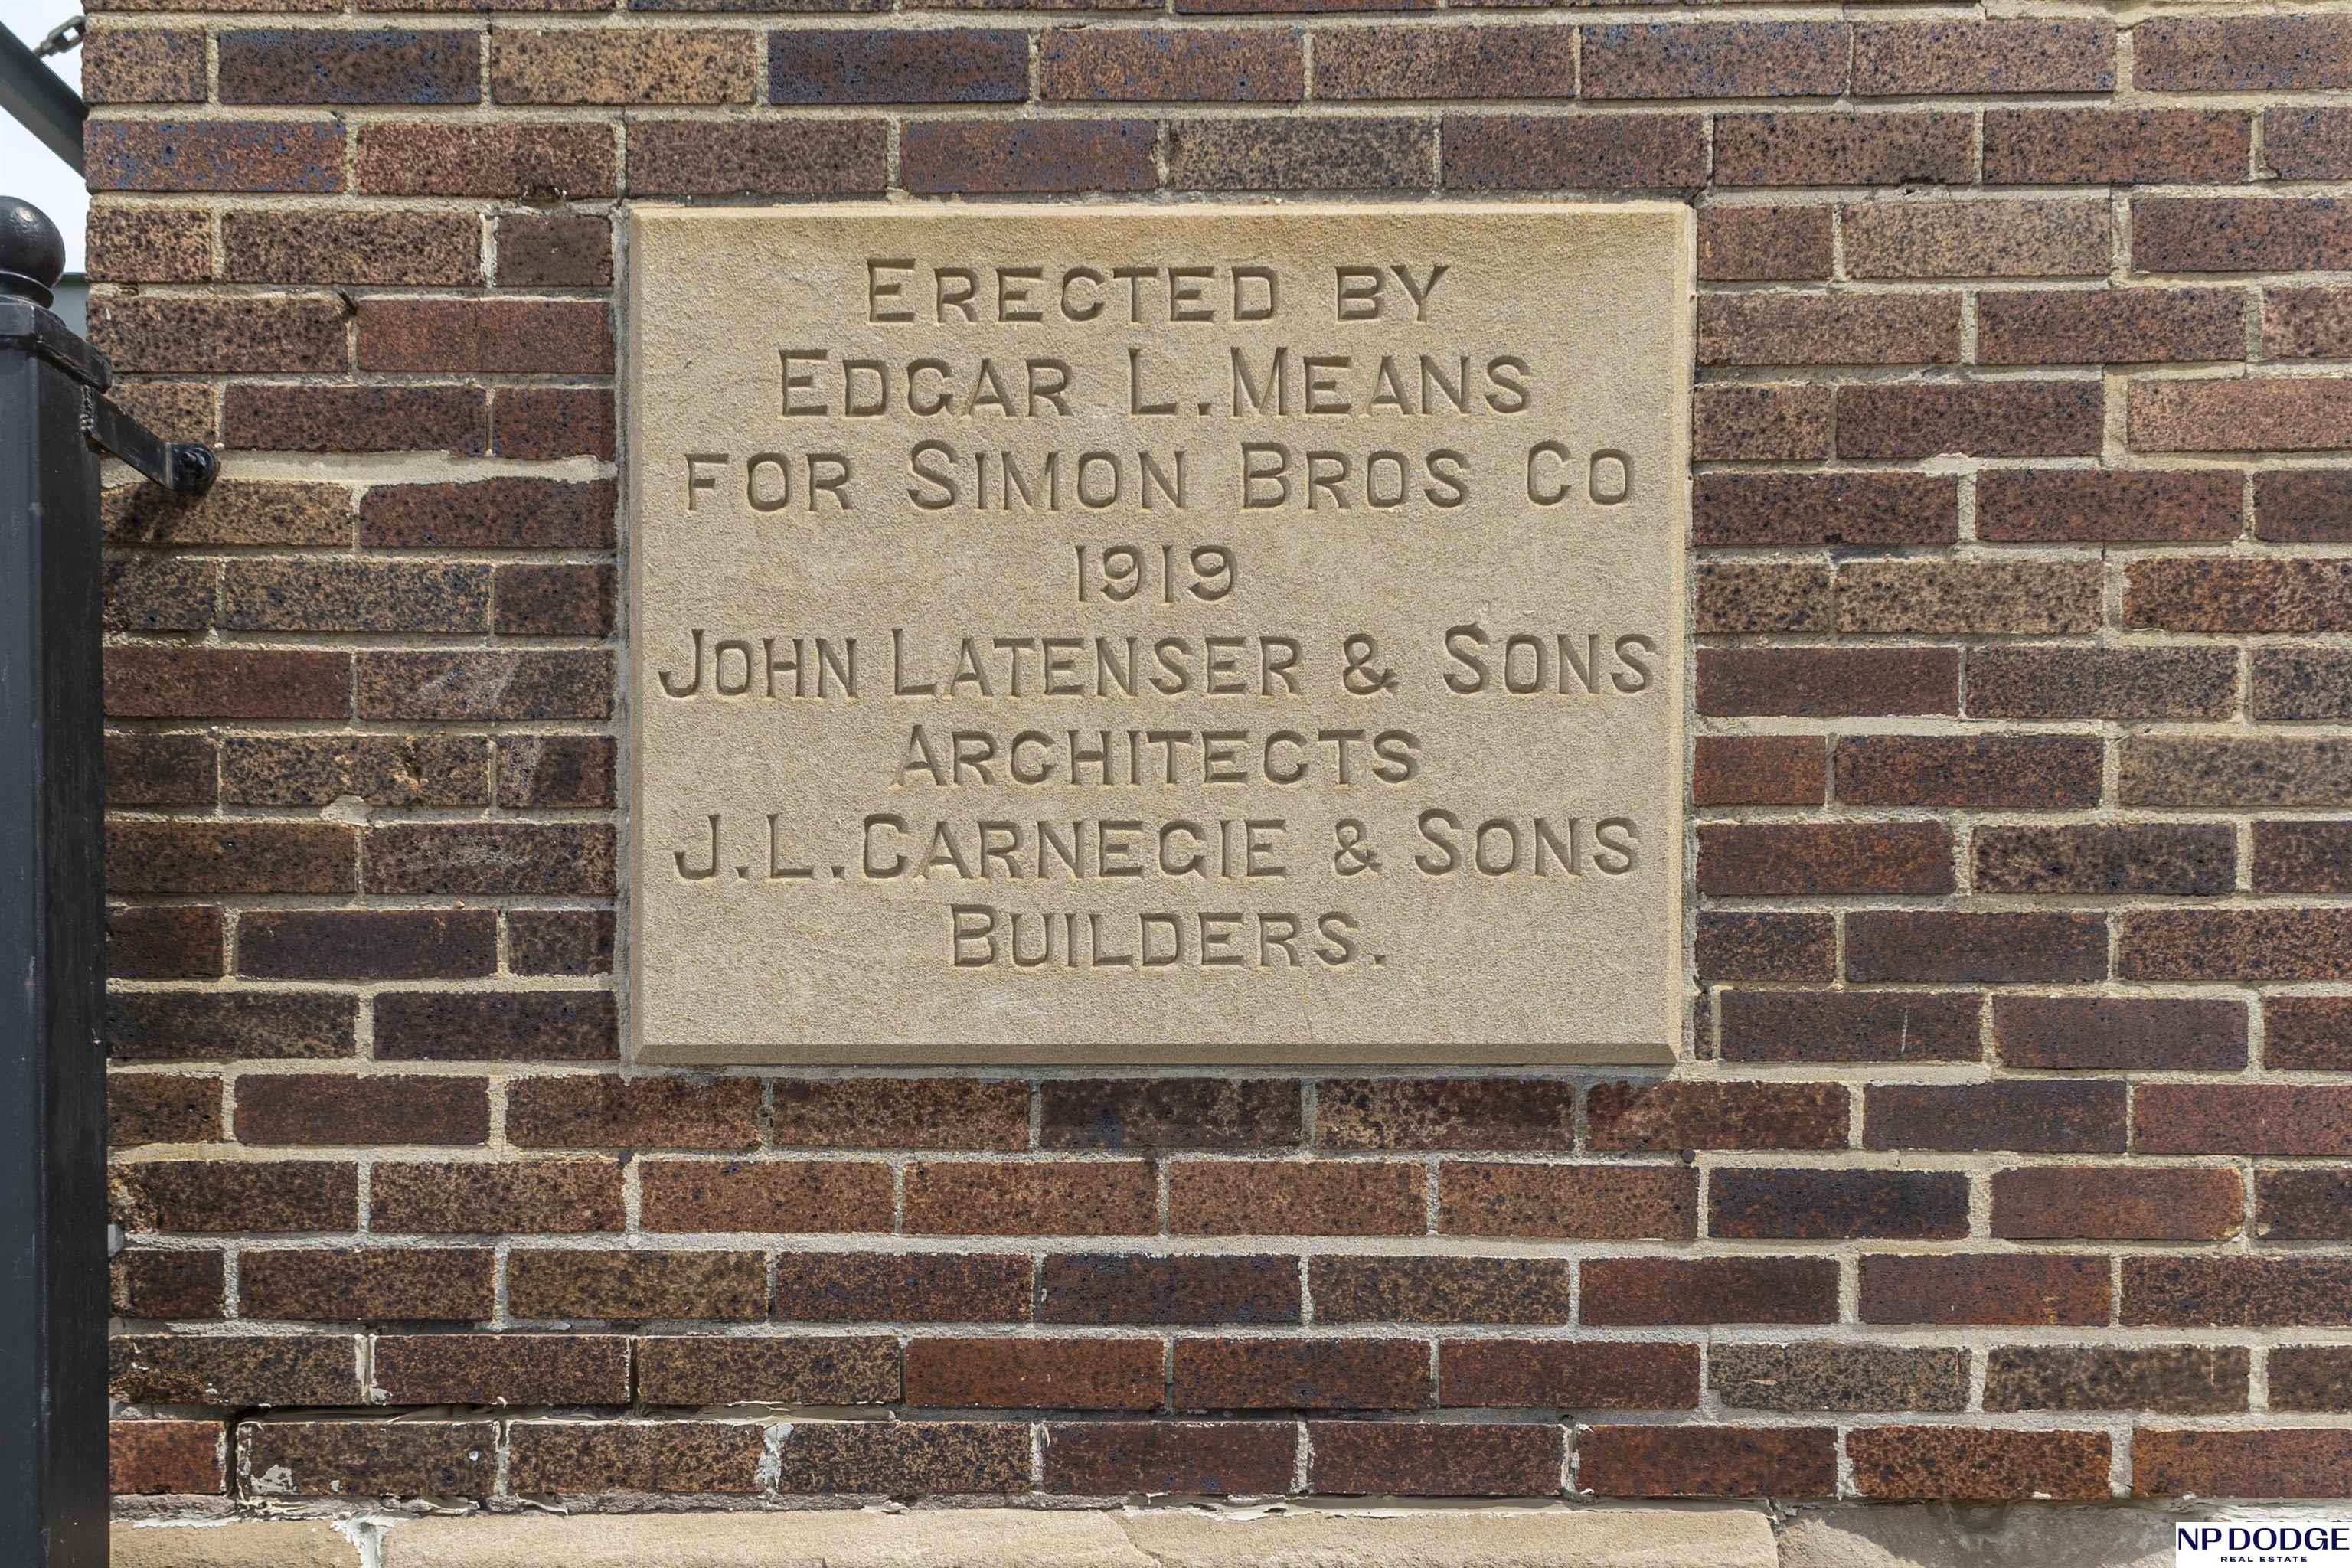 ERECTED BY
EDGAR L. MEANS
FOR SIMON BROS CO
1919
JOHN LATENSER & SONS
ARCHITECTS
J. L. CARNEGIE & SONS
BUILDERS.
NP DODGE
REAL ESTATE